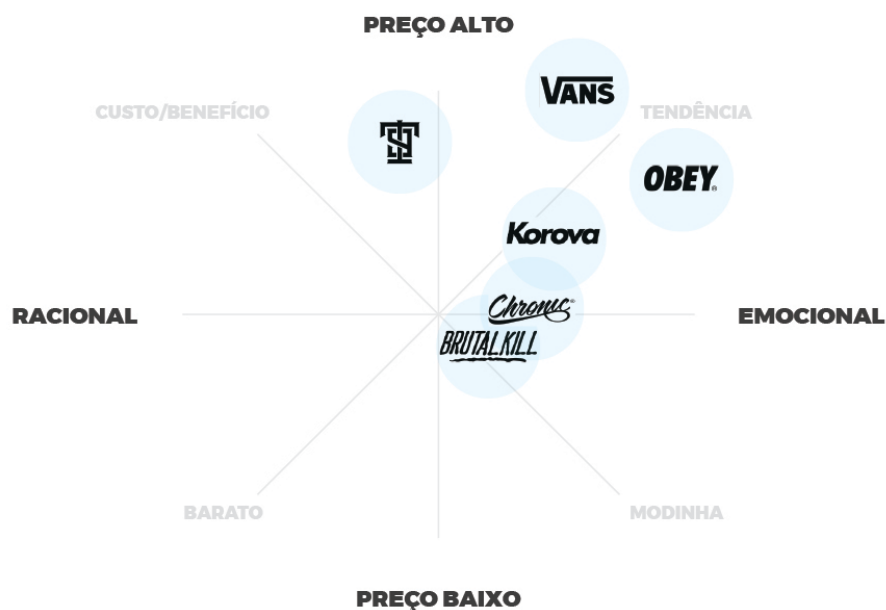 PREÇO ALTO
VANS
CUSTO/BENEFÍCIO
TENDÊNCIA
OBEY®
Korova
RACIONAL
Chronic®
EMOCIONAL
BRUTAL KILL
BARATO
MODINHA
PREÇO BAIXO